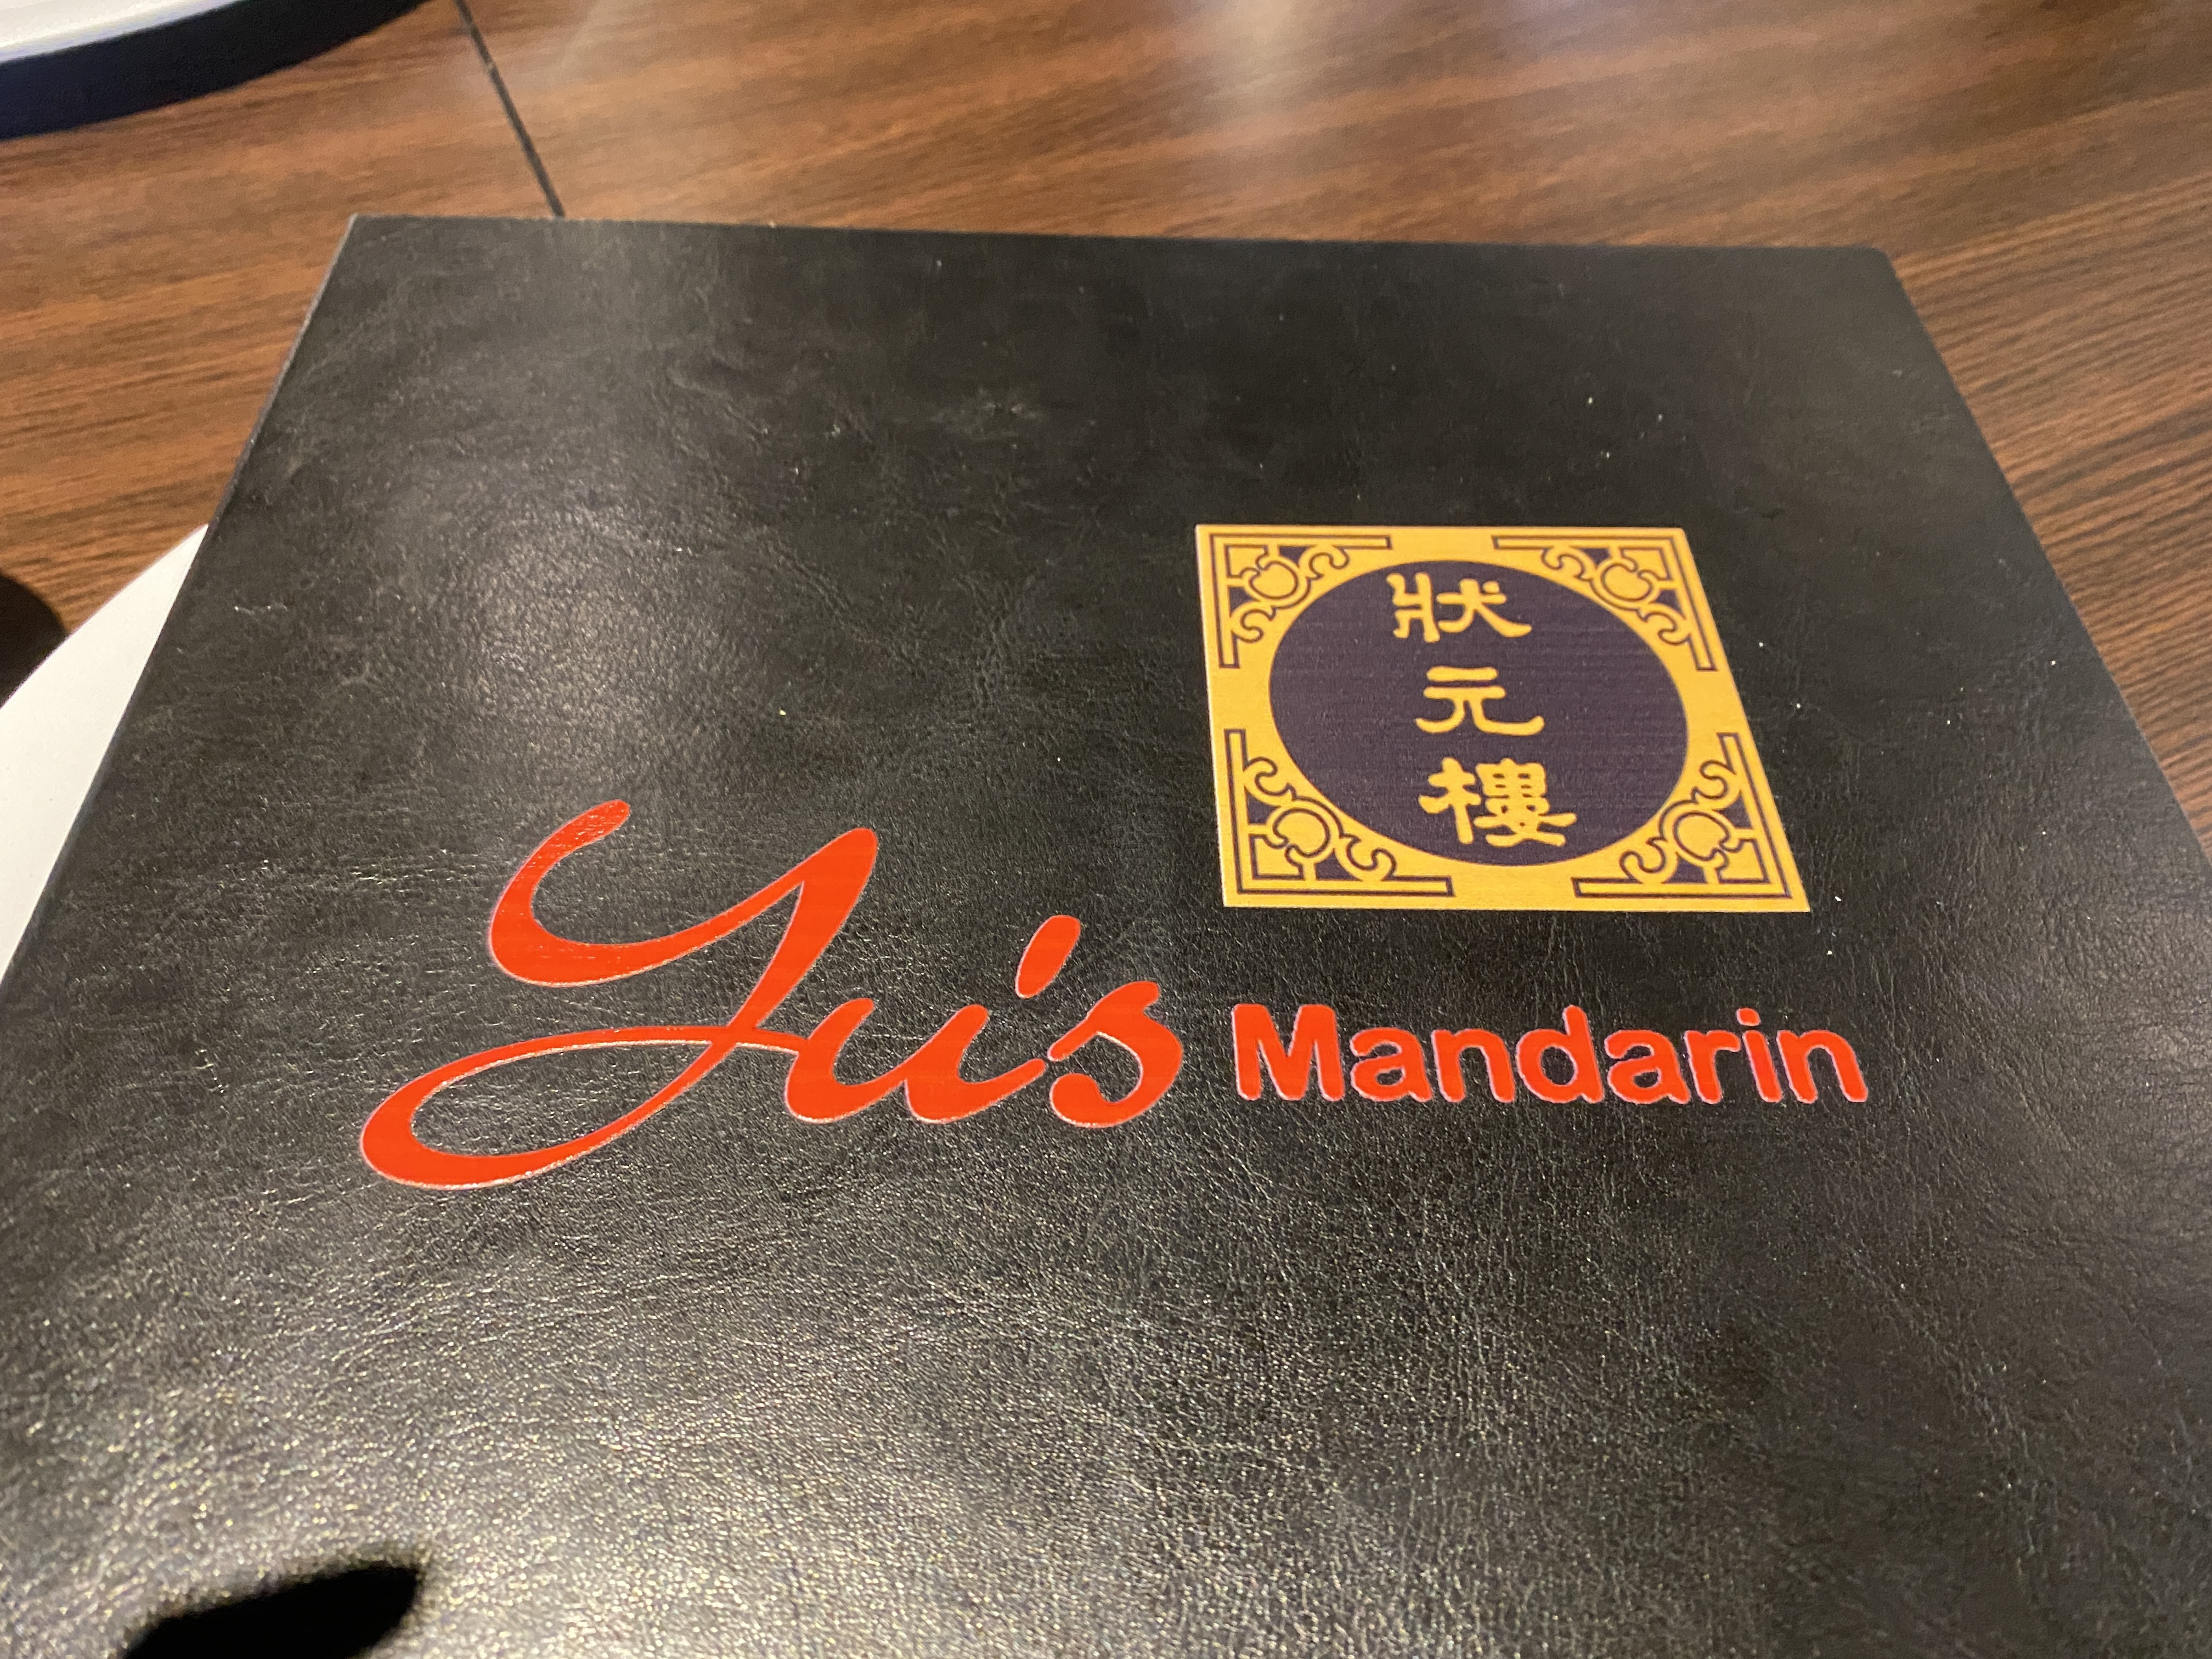 狀
元
樓
Yu's Mandarin